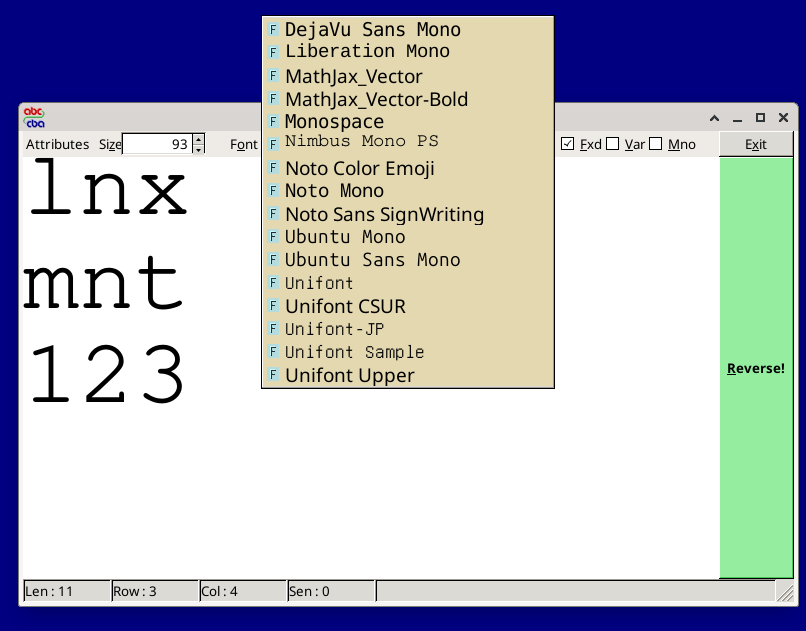 DejaVu Sans Mono
Liberation Mono
MathJax_Vector
MathJax_Vector-Bold
Monospace
Nimbus Mono PS
Noto Color Emoji
Noto Mono
Noto Sans SignWriting
Ubuntu Mono
Ubuntu Sans Mono
Unifont
Unifont CSUR
Unifont-JP
Unifont Sample
Unifont Upper
abc
cba
Attributes Size 93 Font Fxd Var Mno Exit
lnx
mnt
123
Reverse!
Len : 11 Row : 3 Col : 4 Sen : 0